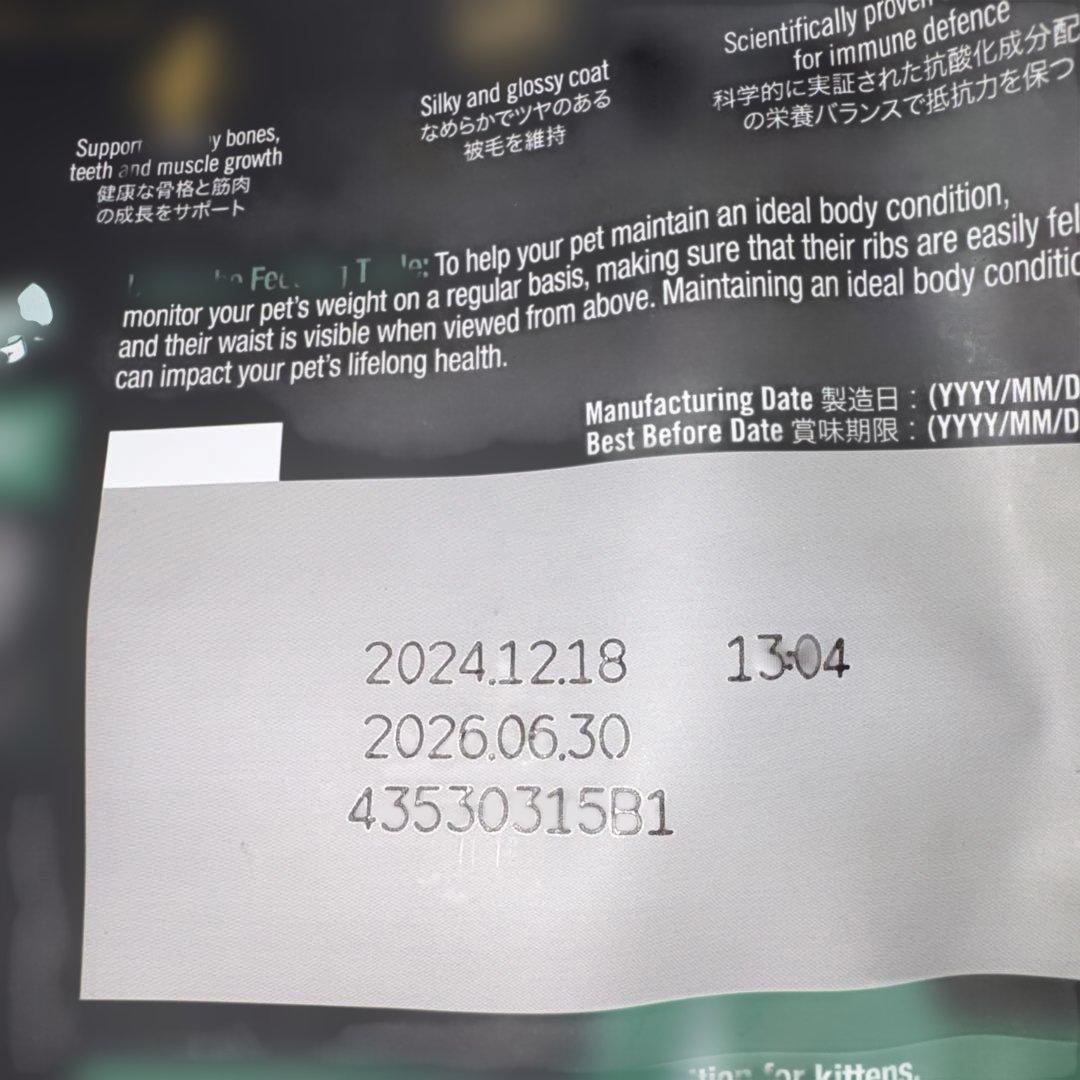 Support y bones,
teeth and muscle growth
健康な骨格と筋肉
の成長をサポート
Silky and glossy coat
なめらかでツヤのある
被毛を維持
Scientifically proven
for immune defence
科学的に実証された抗酸化成分配
の栄養バランスで抵抗力を保つ
To help your pet maintain an ideal body condition,
monitor your pet's weight on a regular basis, making sure that their ribs are easily fel
and their waist is visible when viewed from above. Maintaining an ideal body conditio
can impact your pet's lifelong health.
Manufacturing Date 製造日 : (YYYY/MM/D
Best Before Date 賞味期限 : (YYYY/MM/D
2024.12.18 13:04
2026.06.30
43530315B1
for kittens.